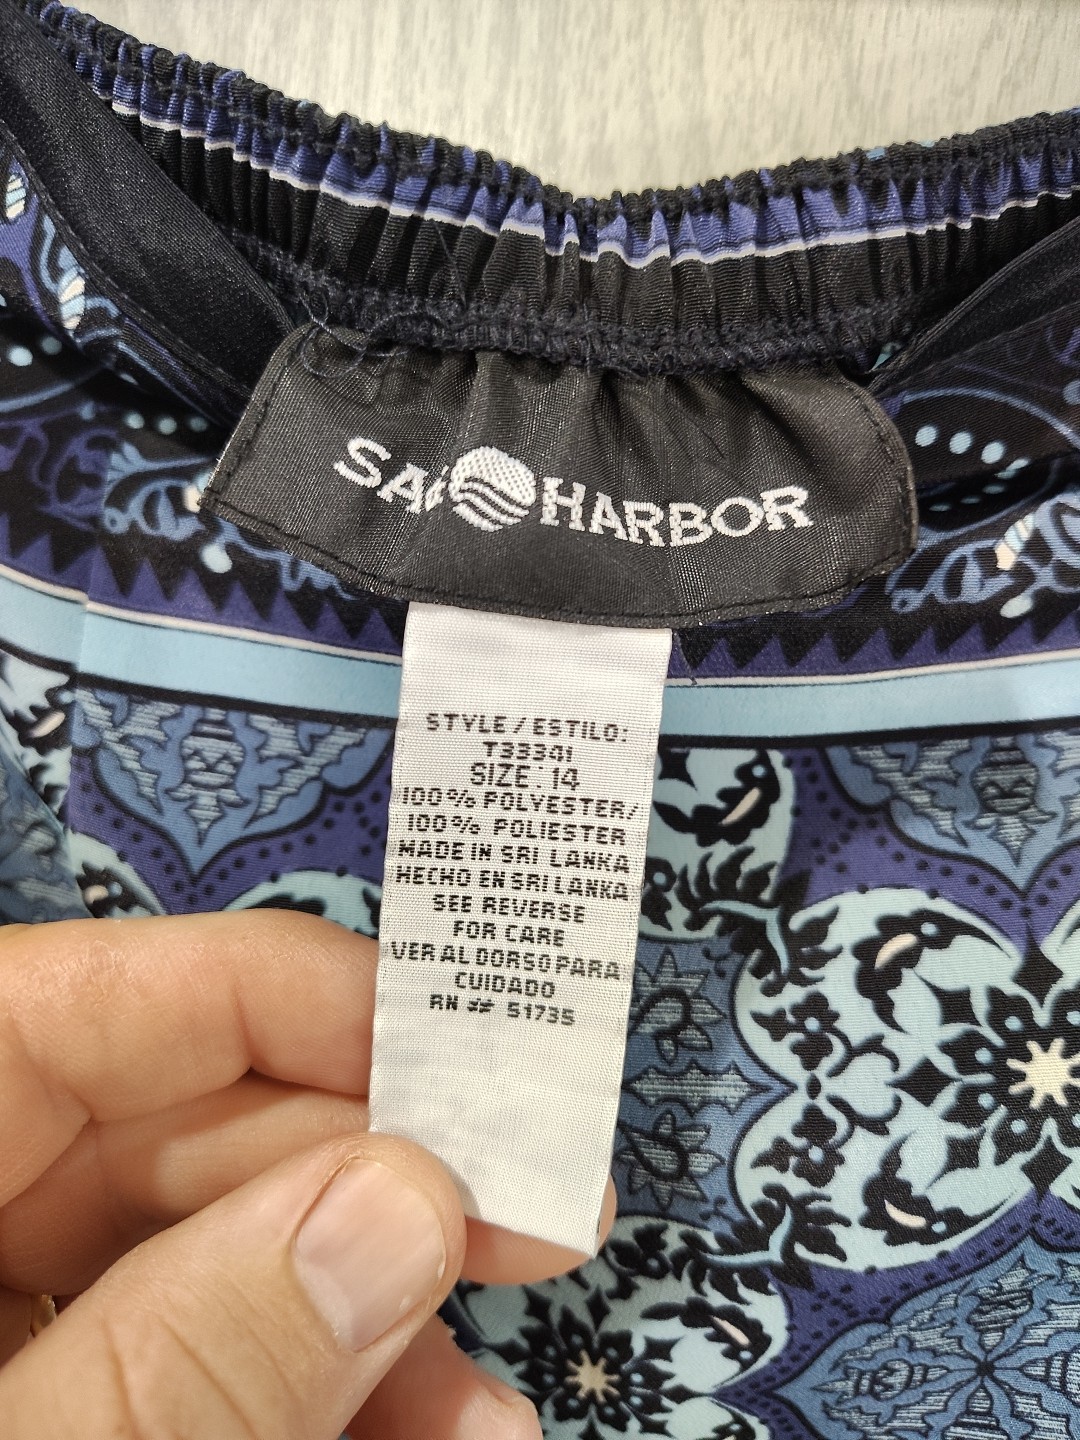 SAG HARBOR
STYLE / ESTILO:
T33341
SIZE: 14
100% POLYESTER/
100% POLIESTER
MADE IN SRI LANKA
HECHO EN SRI LANKA
SEE REVERSE
FOR CARE
VER AL DORSO PARA
CUIDADO
RN # 51735